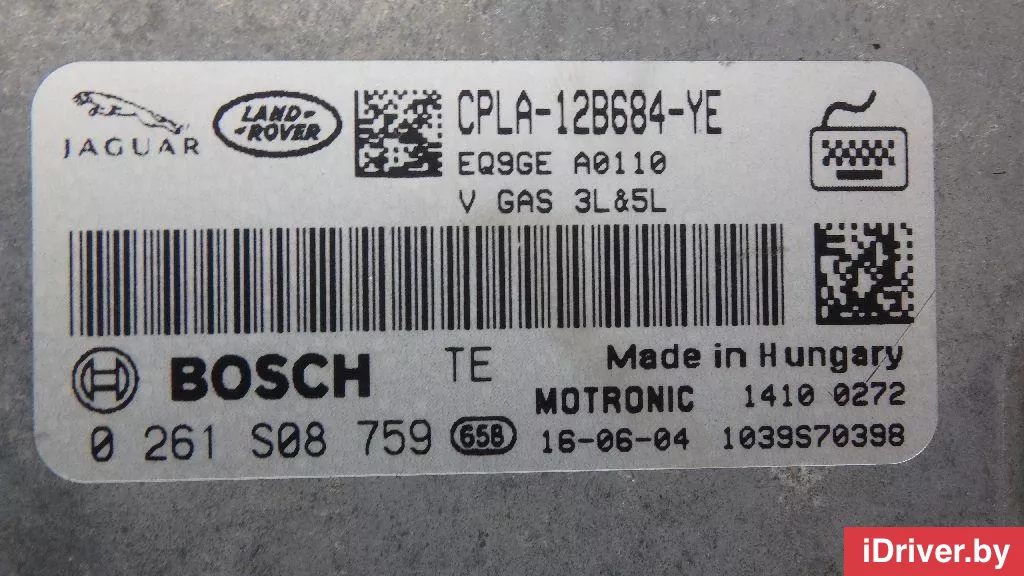 JAGUAR
LAND-
-ROVER
CPLA-12B684-YE
EQ9GE A0110
V GAS 3L&5L
BOSCH TE
Made in Hungary
MOTRONIC 1410 0272
0 261 S08 759 658 16-06-04 1039S70398
iDriver.by